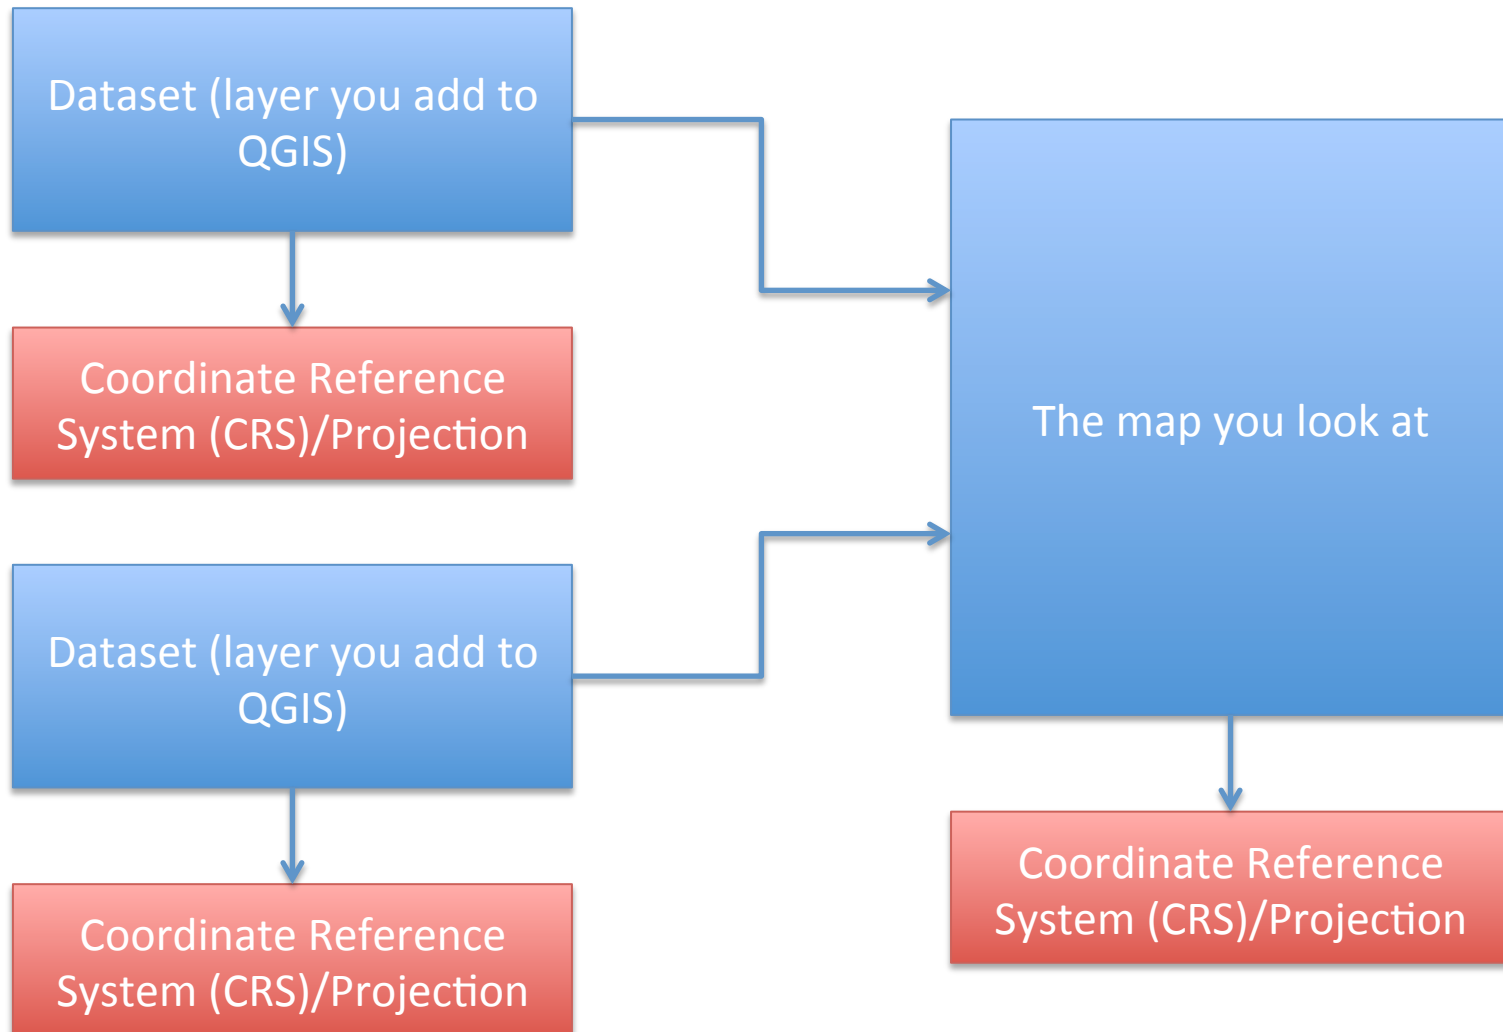 Dataset (layer you add to
QGIS)
Coordinate Reference
System (CRS)/Projection
Dataset (layer you add to
QGIS)
Coordinate Reference
System (CRS)/Projection
The map you look at
Coordinate Reference
System (CRS)/Projection